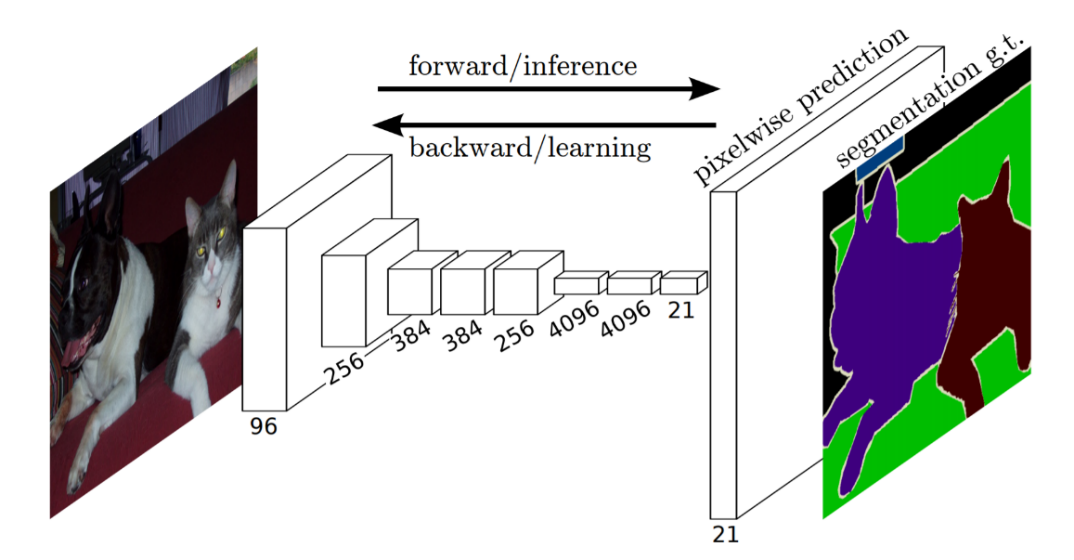 forward/inference
backward/learning
pixelwise prediction
segmentation g.t.
96
256
384
384
256
4096
4096
21
21